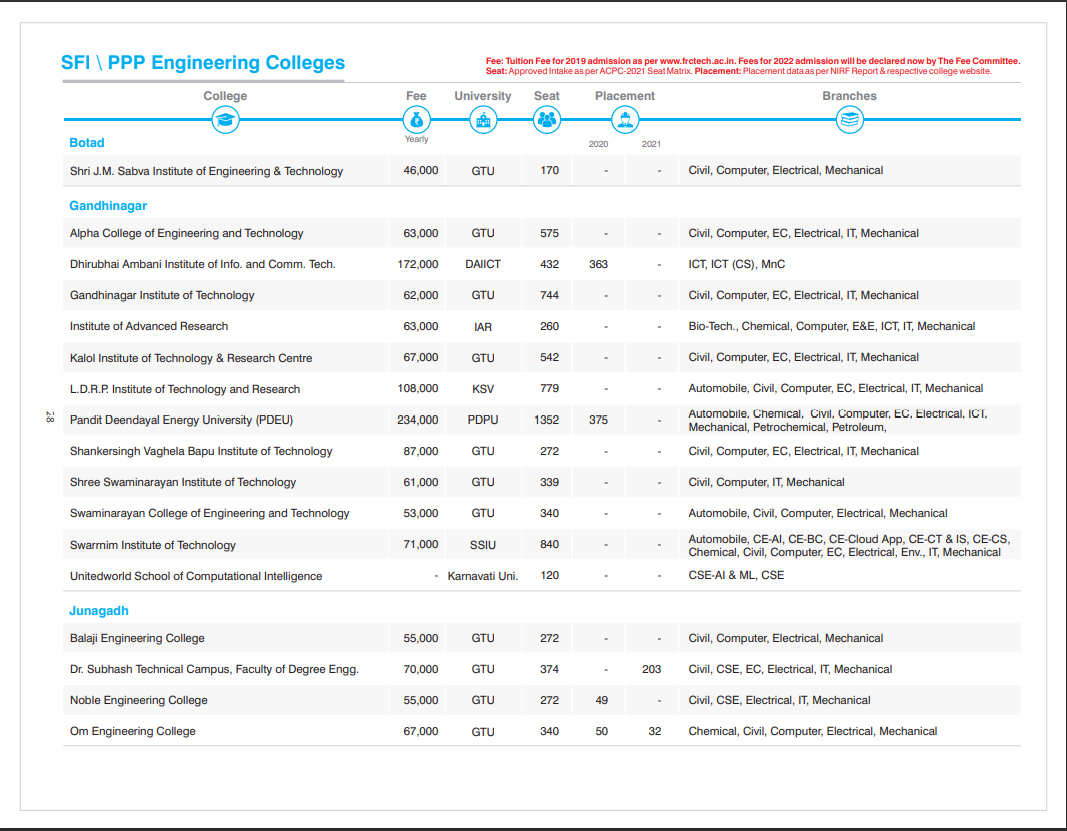 SFI \ PPP Engineering Colleges
Fee: Tuition Fee for 2019 admission as per www.frctech.ac.in. Fees for 2022 admission will be declared now by The Fee Committee.
Seat: Approved Intake as per ACPC-2021 Seat Matrix. Placement: Placement data as per NIRF Report & respective college website.
College Fee University Seat Placement Branches
Yearly
Botad 2020 2021
Shri J.M. Sabva Institute of Engineering & Technology 46,000 GTU 170 - - Civil, Computer, Electrical, Mechanical
Gandhinagar
Alpha College of Engineering and Technology 63,000 GTU 575 - - Civil, Computer, EC, Electrical, IT, Mechanical
Dhirubhai Ambani Institute of Info. and Comm. Tech. 172,000 DAIICT 432 363 - ICT, ICT (CS), MnC
Gandhinagar Institute of Technology 62,000 GTU 744 - - Civil, Computer, EC, Electrical, IT, Mechanical
Institute of Advanced Research 63,000 IAR 260 - - Bio-Tech., Chemical, Computer, E&E, ICT, IT, Mechanical
Kalol Institute of Technology & Research Centre 67,000 GTU 542 - - Civil, Computer, EC, Electrical, IT, Mechanical
L.D.R.P. Institute of Technology and Research 108,000 KSV 779 - - Automobile, Civil, Computer, EC, Electrical, IT, Mechanical
28
Pandit Deendayal Energy University (PDEU) 234,000 PDPU 1352 375 - Automobile, Chemical, Civil, Computer, EC, Electrical, ICT,
Mechanical, Petrochemical, Petroleum,
Shankersingh Vaghela Bapu Institute of Technology 87,000 GTU 272 - - Civil, Computer, EC, Electrical, IT, Mechanical
Shree Swaminarayan Institute of Technology 61,000 GTU 339 - - Civil, Computer, IT, Mechanical
Swaminarayan College of Engineering and Technology 53,000 GTU 340 - - Automobile, Civil, Computer, Electrical, Mechanical
Swarrnim Institute of Technology 71,000 SSIU 840 - - Automobile, CE-AI, CE-BC, CE-Cloud App, CE-CT & IS, CE-CS,
Chemical, Civil, Computer, EC, Electrical, Env., IT, Mechanical
Unitedworld School of Computational Intelligence - Karnavati Uni. 120 - - CSE-AI & ML, CSE
Junagadh
Balaji Engineering College 55,000 GTU 272 - - Civil, Computer, Electrical, Mechanical
Dr. Subhash Technical Campus, Faculty of Degree Engg. 70,000 GTU 374 - 203 Civil, CSE, EC, Electrical, IT, Mechanical
Noble Engineering College 55,000 GTU 272 49 - Civil, CSE, Electrical, IT, Mechanical
Om Engineering College 67,000 GTU 340 50 32 Chemical, Civil, Computer, Electrical, Mechanical